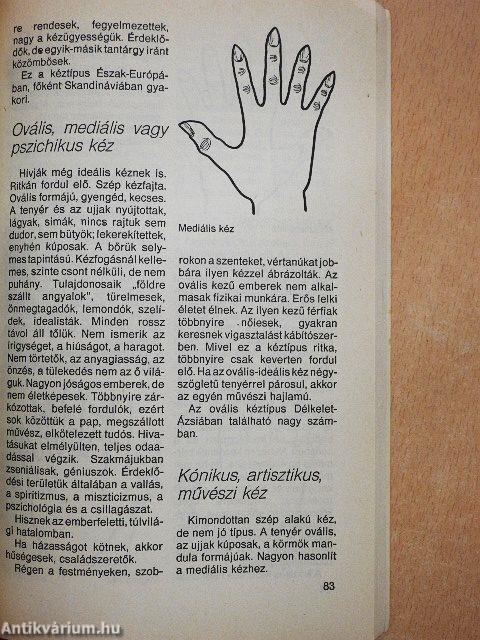 re rendesek, fegyelmezettek,
nagy a kézügyességük. Érdeklő-
dők, de egyik-másik tantárgy iránt
közömbösek.
Ez a kéztípus Észak-Európá-
ban, főként Skandináviában gya-
kori.
Ovális, mediális vagy
pszichikus kéz
Hívják még ideális kéznek is.
Ritkán fordul elő. Szép kézfajta.
Ovális formájú, gyengéd, kecses.
A tenyér és az ujjak nyújtottak,
lágyak, simák, nincs rajtuk sem
dudor, sem bütyök; lekerekítettek,
enyhén kúposak. A bőrük sely-
mes tapintású. Kézfogásnál kelle-
mes, szinte csont nélküli, de nem
puhány. Tulajdonosaik „földre
szállt angyalok", türelmesek,
önmegtagadók, lemondók, szelí-
dek, idealisták. Minden rossz
távol áll tőlük. Nem ismerik az
irigységet, a hiúságot, a haragot.
Nem törtetők, az anyagiasság, az
önzés, a tülekedés nem az ő vilá-
guk. Nagyon jóságos emberek, de
nem életképesek. Többnyire zár-
kózottak, befelé fordulók, ezért
sok közöttük a pap, megszállott
művész, elkötelezett tudós. Hiva-
tásukat elmélyülten, teljes odaa-
dással végzik. Szakmájukban
zseniálisak, géniuszok. Érdeklő-
dési területük általában a vallás,
a spiritizmus, a miszticizmus, a
pszichológia és a csillagászat.
Hisznek az emberfeletti, túlvilá-
gi hatalomban.
Ha házasságot kötnek, akkor
hűségesek, családszeretők.
Régen a festményeken, szob-
Mediális kéz
rokon a szenteket, vértanúkat job-
bára ilyen kézzel ábrázolták. Az
ovális kezű emberek nem alkal-
masak fizikai munkára. Erős lelki
életet élnek. Az ilyen kezű férfiak
többnyire nőiesek, gyakran
keresnek vigasztalást kábítószer-
ben. Mivel ez a kéztípus ritka,
többnyire csak keverten fordul
elő. Ha az ovális-ideális kéz négy-
szögletű tenyérrel párosul, akkor
az egyén művészi hajlamú.
Az ovális kéztípus Délkelet-
Ázsiában található nagy szám-
ban.
Kónikus, artisztikus,
művészi kéz
Kimondottan szép alakú kéz,
de nem jó típus. A tenyér ovális,
az ujjak kúposak, a körmök man-
dula formájúak. Nagyon hasonlít
a mediális kézhez.
83
Antikvárium.hu